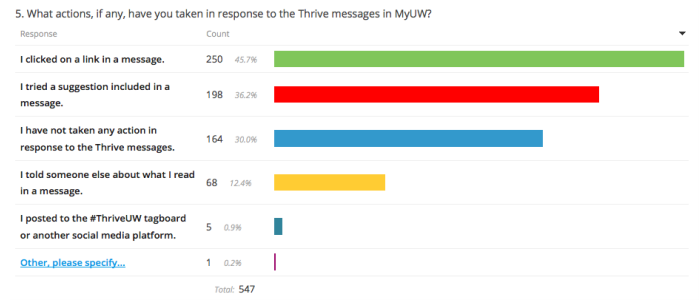 5. What actions, if any, have you taken in response to the Thrive messages in MyUW?
Response Count
I clicked on a link in a message. 250 45.7%
I tried a suggestion included in a
message. 198 36.2%
I have not taken any action in
response to the Thrive messages. 164 30.0%
I told someone else about what I read
in a message. 68 12.4%
I posted to the #ThriveUW tagboard
or another social media platform. 5 0.9%
Other, please specify... 1 0.2%
Total: 547